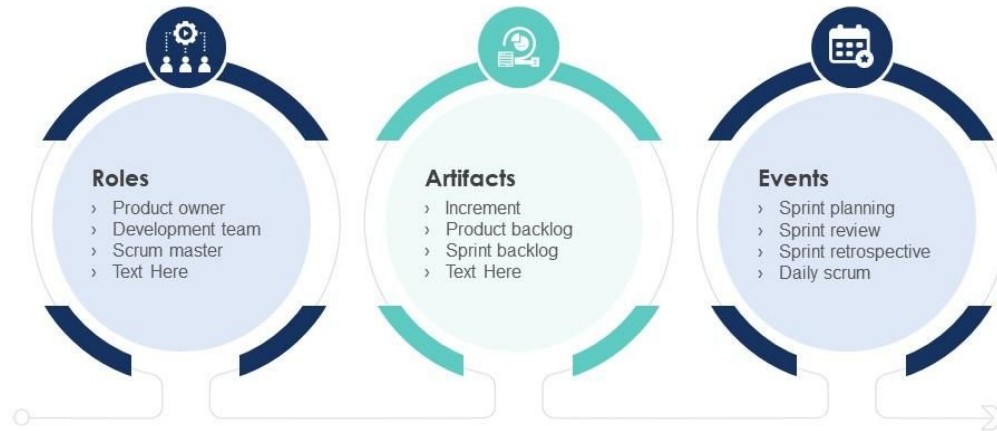 Roles
› Product owner
› Development team
› Scrum master
› Text Here
Artifacts
› Increment
› Product backlog
› Sprint backlog
› Text Here
Events
› Sprint planning
› Sprint review
› Sprint retrospective
› Daily scrum